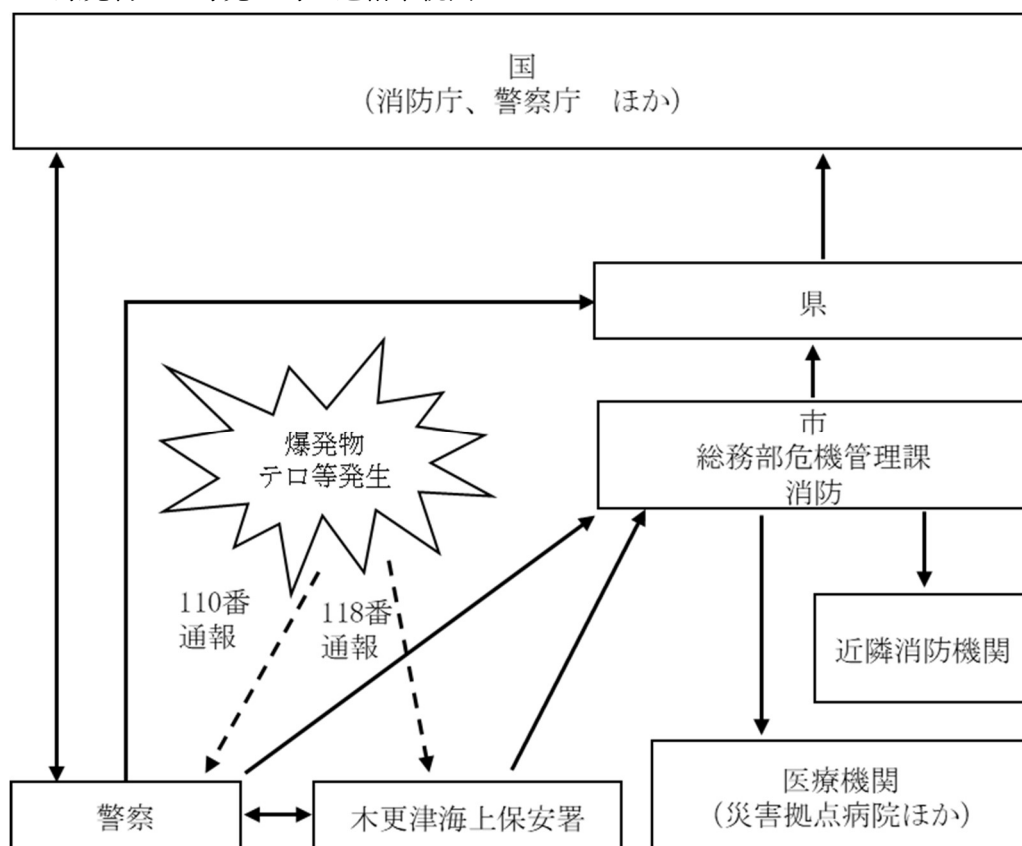 国
（消防庁、警察庁　ほか）
県
爆発物
テロ等発生
市
総務部危機管理課
消防
110番
通報
118番
通報
近隣消防機関
警察
木更津海上保安署
医療機関
（災害拠点病院ほか）